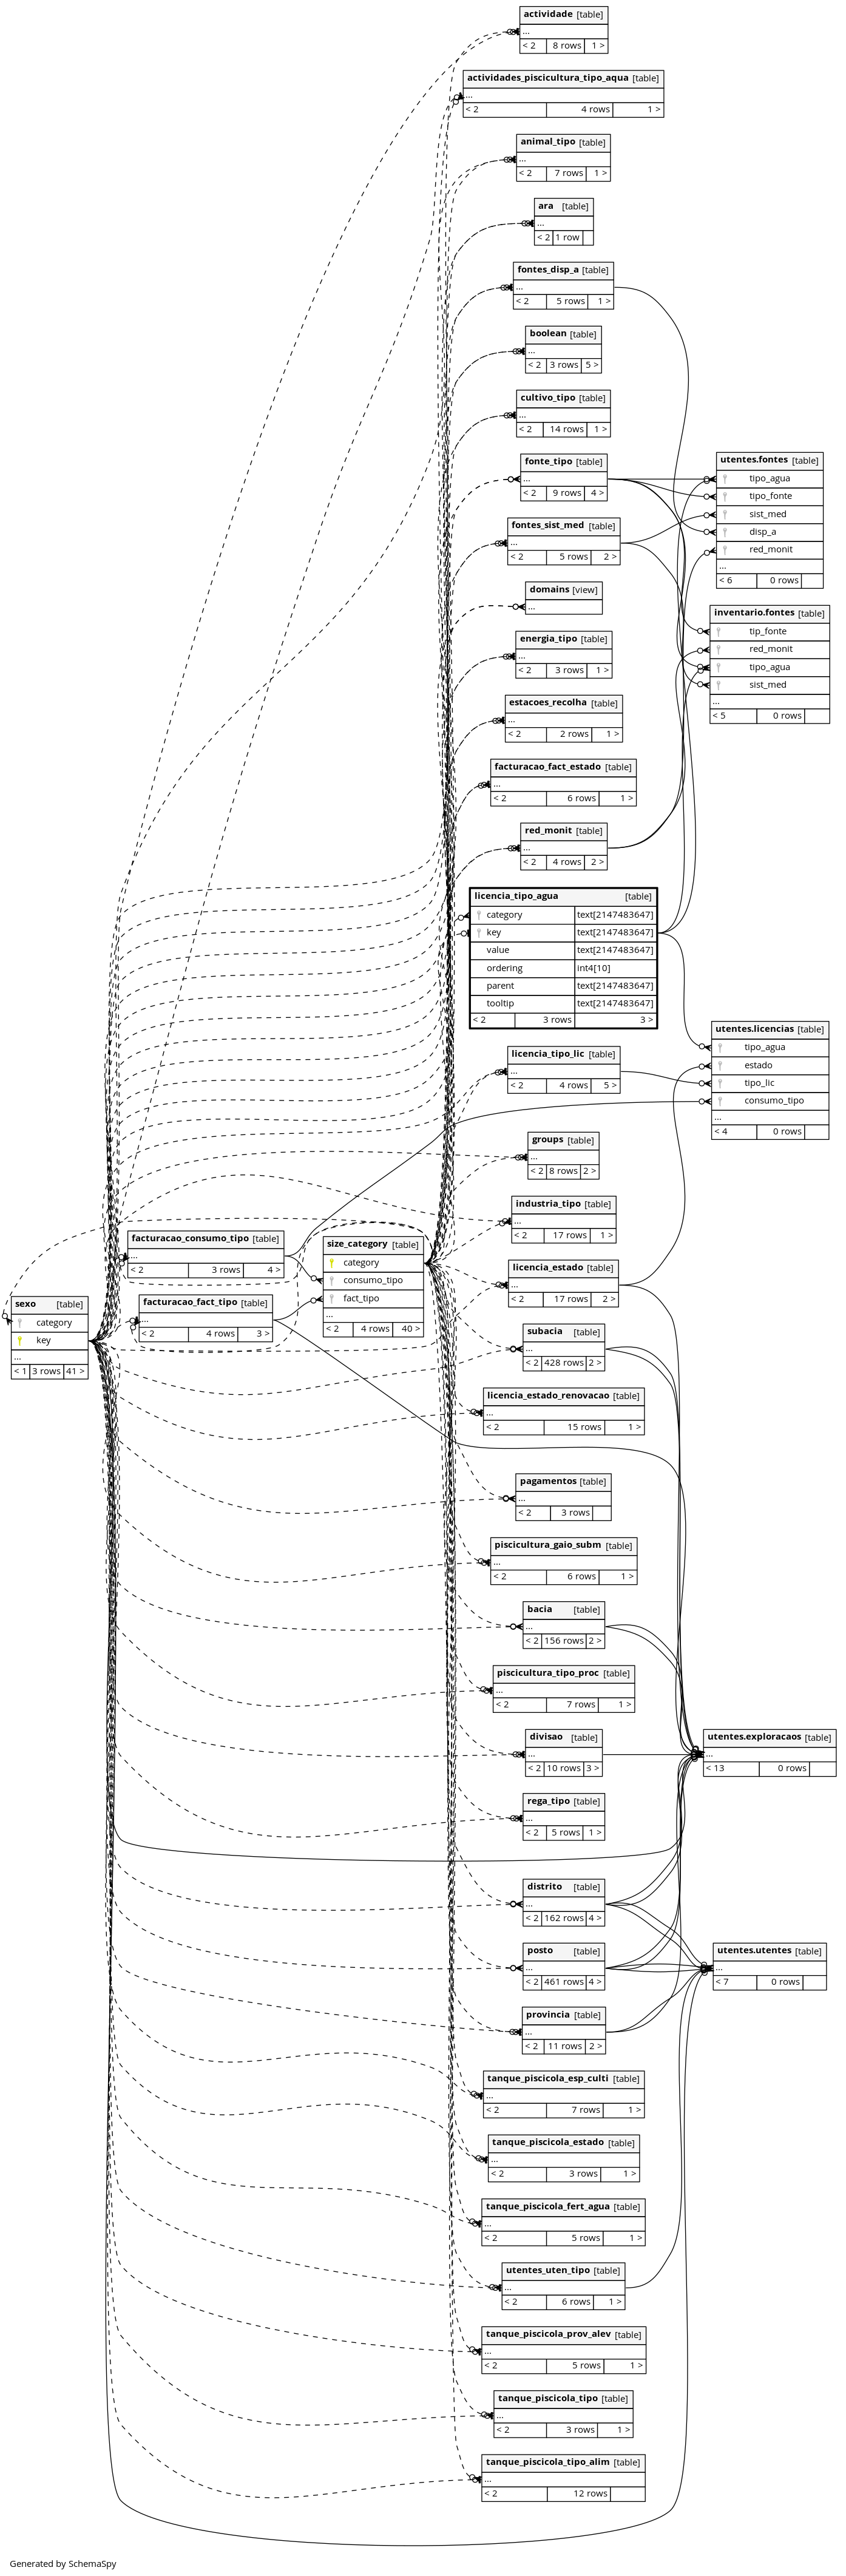 actividade [table]
...
< 2 8 rows 1 >
actividades_piscicultura_tipo_aqua [table]
...
< 2 4 rows 1 >
animal_tipo [table]
...
< 2 7 rows 1 >
ara [table]
...
< 2 1 row
fontes_disp_a [table]
...
< 2 5 rows 1 >
boolean [table]
...
< 2 3 rows 5 >
cultivo_tipo [table]
...
< 2 14 rows 1 >
fonte_tipo [table]
...
< 2 9 rows 4 >
utentes.fontes [table]
tipo_agua
tipo_fonte
sist_med
disp_a
red_monit
...
< 6 0 rows
fontes_sist_med [table]
...
< 2 5 rows 2 >
domains [view]
...
inventario.fontes [table]
tip_fonte
red_monit
tipo_agua
sist_med
...
< 5 0 rows
energia_tipo [table]
...
< 2 3 rows 1 >
estacoes_recolha [table]
...
< 2 2 rows 1 >
facturacao_fact_estado [table]
...
< 2 6 rows 1 >
red_monit [table]
...
< 2 4 rows 2 >
licencia_tipo_agua [table]
category text[2147483647]
key text[2147483647]
value text[2147483647]
ordering int4[10]
parent text[2147483647]
tooltip text[2147483647]
< 2 3 rows 3 >
utentes.licencias [table]
tipo_agua
estado
tipo_lic
consumo_tipo
...
< 4 0 rows
licencia_tipo_lic [table]
...
< 2 4 rows 5 >
groups [table]
...
< 2 8 rows 2 >
industria_tipo [table]
...
< 2 17 rows 1 >
facturacao_consumo_tipo [table]
...
< 2 3 rows 4 >
size_category [table]
category
consumo_tipo
fact_tipo
...
< 2 4 rows 40 >
licencia_estado [table]
...
< 2 17 rows 2 >
sexo [table]
category
key
...
< 1 3 rows 41 >
facturacao_fact_tipo [table]
...
< 2 4 rows 3 >
subacia [table]
...
< 2 428 rows 2 >
licencia_estado_renovacao [table]
...
< 2 15 rows 1 >
pagamentos [table]
...
< 2 3 rows
piscicultura_gaio_subm [table]
...
< 2 6 rows 1 >
bacia [table]
...
< 2 156 rows 2 >
piscicultura_tipo_proc [table]
...
< 2 7 rows 1 >
divisao [table]
...
< 2 10 rows 3 >
utentes.exploracaos [table]
...
< 13 0 rows
rega_tipo [table]
...
< 2 5 rows 1 >
distrito [table]
...
< 2 162 rows 4 >
posto [table]
...
< 2 461 rows 4 >
utentes.utentes [table]
...
< 7 0 rows
provincia [table]
...
< 2 11 rows 2 >
tanque_piscicola_esp_culti [table]
...
< 2 7 rows 1 >
tanque_piscicola_estado [table]
...
< 2 3 rows 1 >
tanque_piscicola_fert_agua [table]
...
< 2 5 rows 1 >
utentes_uten_tipo [table]
...
< 2 6 rows 1 >
tanque_piscicola_prov_alev [table]
...
< 2 5 rows 1 >
tanque_piscicola_tipo [table]
...
< 2 3 rows 1 >
tanque_piscicola_tipo_alim [table]
...
< 2 12 rows
Generated by SchemaSpy